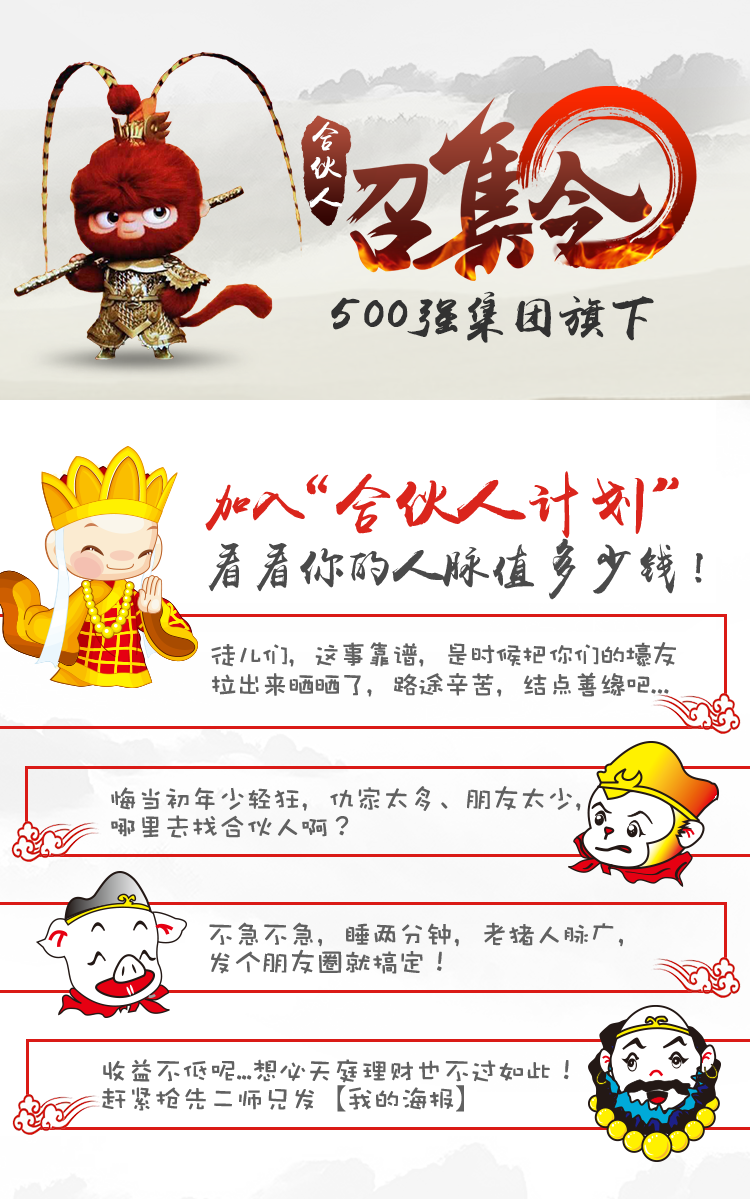 合伙人
召集令
500强集团旗下
加入“合伙人计划”
看看你的人脉值多少钱！
徒儿们，这事靠谱，是时候把你们的壕友
拉出来晒晒了，路途辛苦，结点善缘吧...
悔当初年少轻狂，仇家太多、朋友太少，
哪里去找合伙人啊？
不急不急，睡两分钟，老猪人脉广，
发个朋友圈就搞定！
收益不低呢...想必天庭理财也不过如此！
赶紧抢先二师兄发【我的海报】